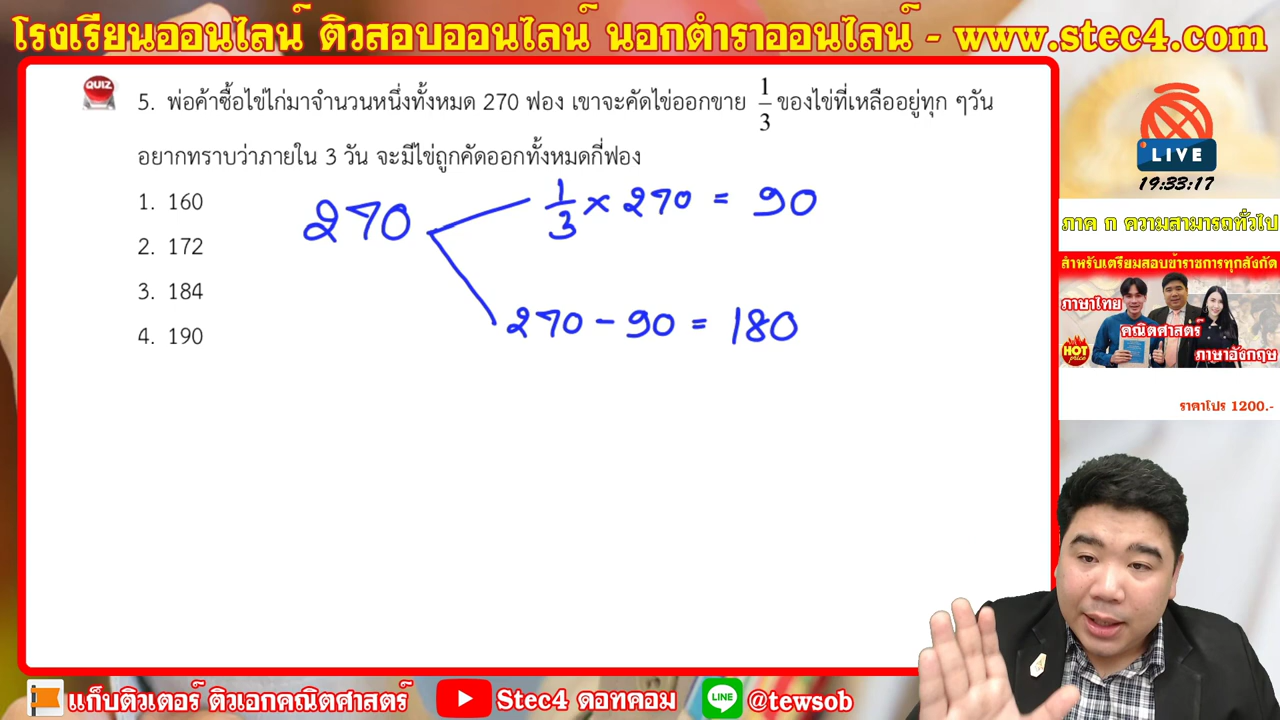 โรงเรียนออนไลน์ ติวสอบออนไลน์ นอกตำราออนไลน์ - www.stec4.com
QUIZ
5. พ่อค้าซื้อไข่ไก่มาจำนวนหนึ่งทั้งหมด 270 ฟอง เขาจะคัดไข่ออกขาย 1/3 ของไข่ที่เหลืออยู่ทุก ๆวัน
อยากทราบว่าภายใน 3 วัน จะมีไข่ถูกคัดออกทั้งหมดกี่ฟอง
1. 160
2. 172
3. 184
4. 190
270
1/3 × 270 = 90
270 - 90 = 180
LIVE
19:33:17
ภาค ก ความสามารถทั่วไป
สำหรับเตรียมสอบข้าราชการทุกสังกัด
ภาษาไทย
คณิตศาสตร์
ภาษาอังกฤษ
HOT
price
ราคาโปร 1200.-
แก็บติวเตอร์ ติวเอกคณิตศาสตร์
Stec4 ดอทคอม
LINE
@tewsob